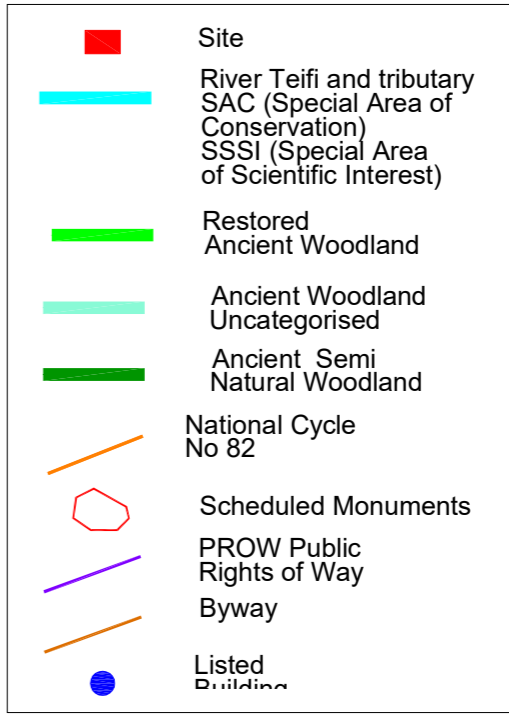 Site
River Teifi and tributary
SAC (Special Area of
Conservation)
SSSI (Special Area
of Scientific Interest)
Restored
Ancient Woodland
Ancient Woodland
Uncategorised
Ancient Semi
Natural Woodland
National Cycle
No 82
Scheduled Monuments
PROW Public
Rights of Way
Byway
Listed
Building